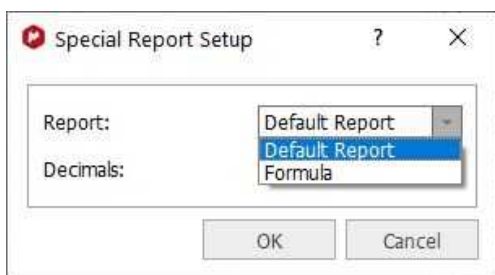 Special Report Setup ?
Report: Default Report
Default Report
Decimals:
Formula
OK Cancel